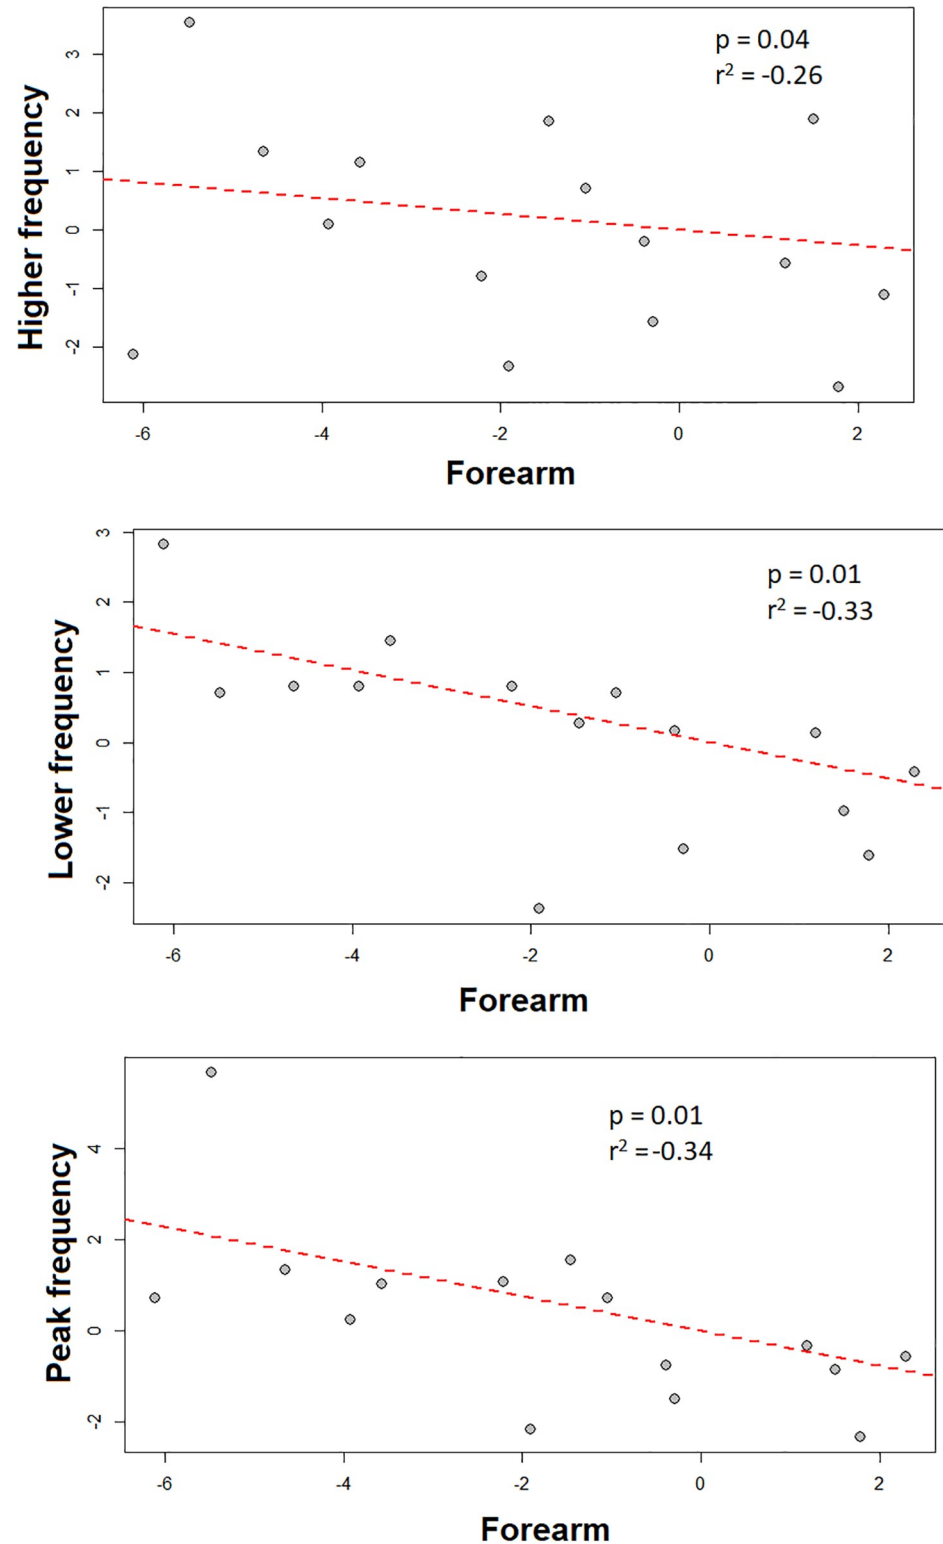 p = 0.04
r² = -0.26
Higher frequency
3
2
1
0
-1
-2
-6 -4 -2 0 2
Forearm
p = 0.01
r² = -0.33
Lower frequency
3
2
1
0
-1
-2
-6 -4 -2 0 2
Forearm
p = 0.01
r² = -0.34
Peak frequency
4
2
0
-2
-6 -4 -2 0 2
Forearm